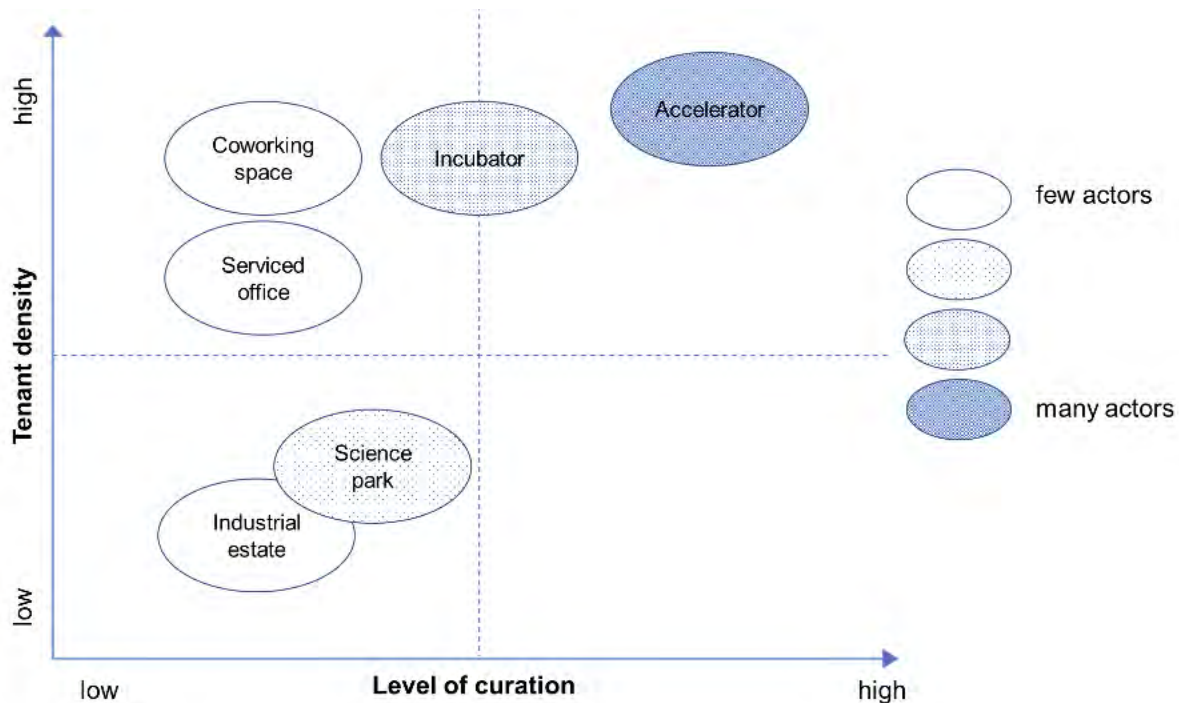 high
Tenant density
low
Coworking
space
Incubator
Accelerator
Serviced
office
Science
park
Industrial
estate
few actors
many actors
low
Level of curation
high